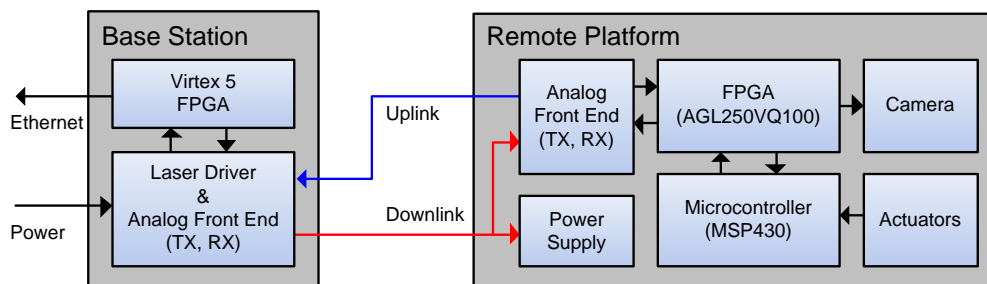 Base Station
Virtex 5
FPGA
Ethernet
Laser Driver
&
Analog Front End
(TX, RX)
Power
Uplink
Downlink
Remote Platform
Analog
Front End
(TX, RX)
FPGA
(AGL250VQ100)
Camera
Power
Supply
Microcontroller
(MSP430)
Actuators